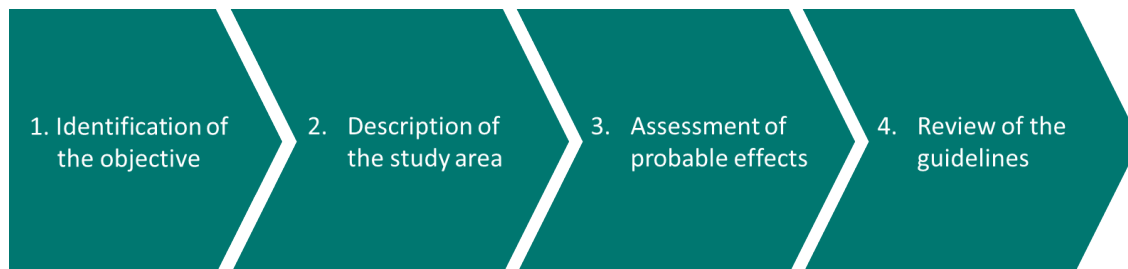 1. Identification of
the objective
2. Description of
the study area
3. Assessment of
probable effects
4. Review of the
guidelines